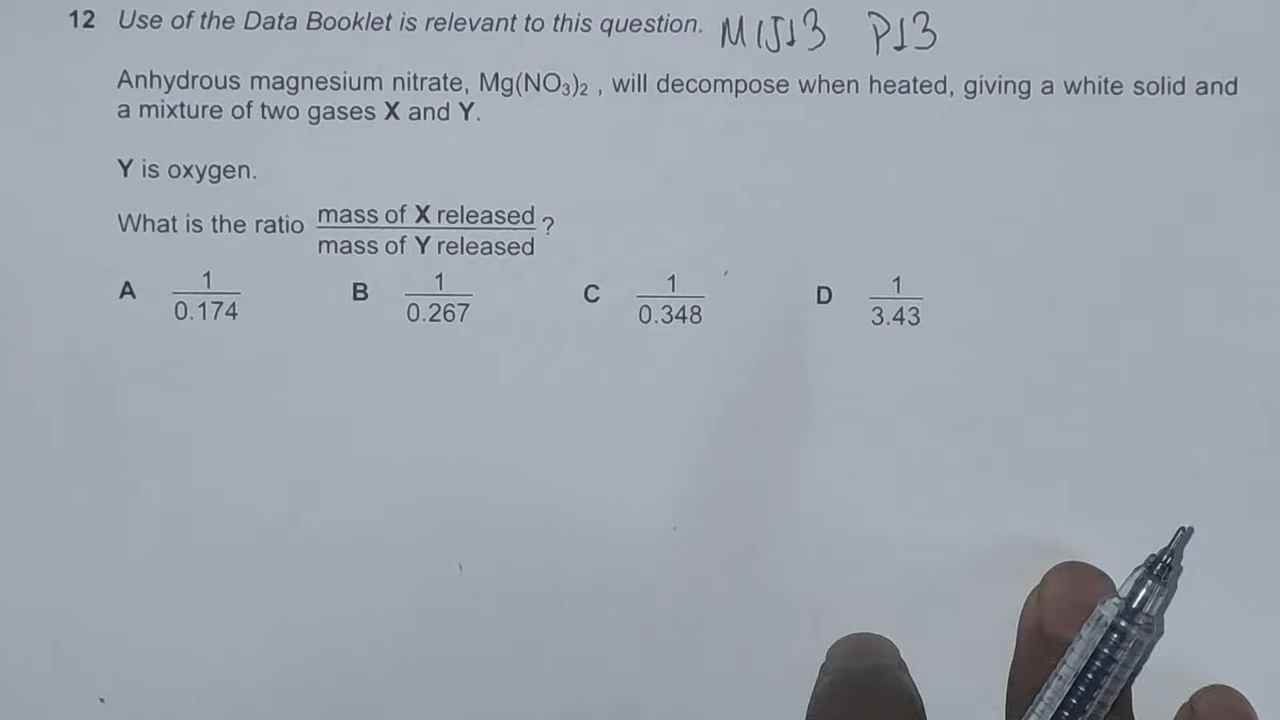 12 Use of the Data Booklet is relevant to this question. M/J13 P13
Anhydrous magnesium nitrate, Mg(NO₃)₂ , will decompose when heated, giving a white solid and
a mixture of two gases X and Y.
Y is oxygen.
What is the ratio mass of X released / mass of Y released ?
A 1/0.174 B 1/0.267 C 1/0.348 D 1/3.43